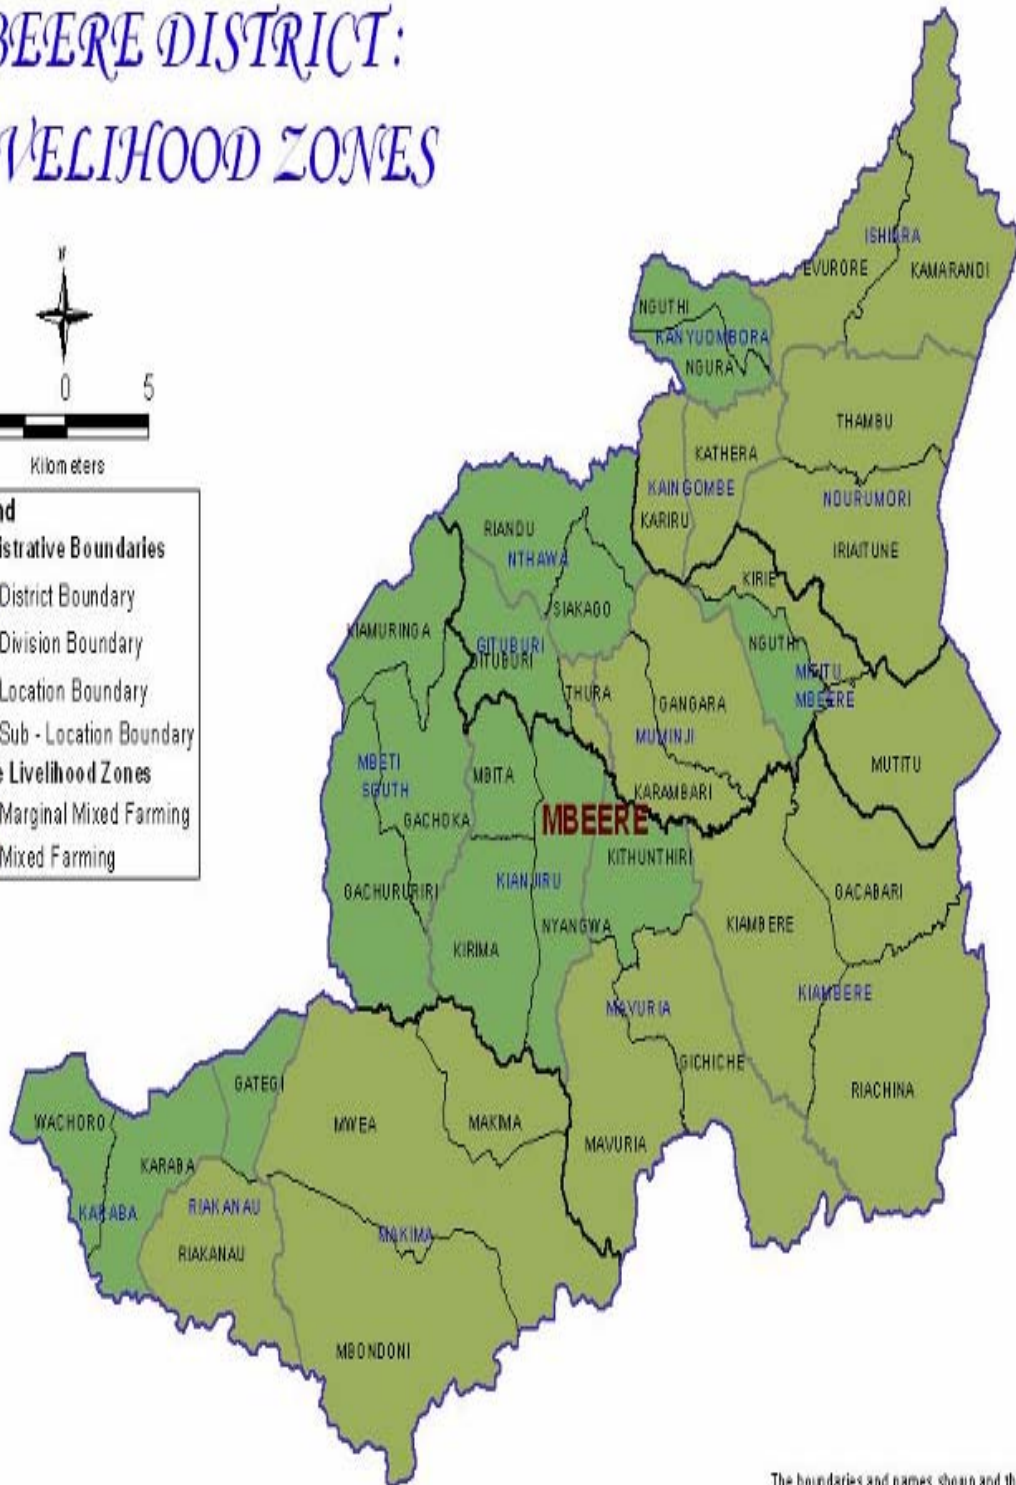 BEERE DISTRICT:
VELIHOOD ZONES
0 5
Kilometers
nd
istrative Boundaries
District Boundary
Division Boundary
Location Boundary
Sub - Location Boundary
e Livelihood Zones
Marginal Mixed Farming
Mixed Farming
ISHIARA
EVURORE
KAMARANDI
NGUTHI
KANYUOMBORA
NGURA
THAMBU
KATHERA
KAINGOMBE
NDURUMORI
KARIRU
RIANDU
IRIAITUNE
NTHAWA
KIRIE
SIAKAGO
KIAMURINGA
NGUTHI
GITUBURI
GITUBURI
MBEERE
THURA
GANGARA
MUMINJI
MBETI
SOUTH
MUTITU
MBITA
KARAMBARI
GACHOKA
MBEERE
KITHUNTHIRI
KIANJIRU
GACHURURIRI
GACABARI
NYANGWA
KIAMBERE
KIRIMA
KIAMBERE
MAVURIA
GICHICHE
GATEGI
RIACHINA
WACHORO
MWEA
MAKIMA
MAVURIA
KARABA
RIAKANAU
KARABA
MAKIMA
RIAKANAU
MBONDONI
The boundaries and names shown and th